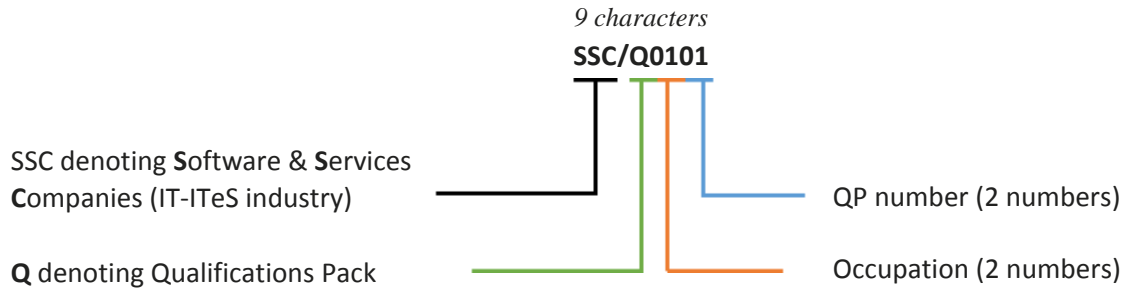 9 characters
SSC/Q0101
SSC denoting Software & Services
Companies (IT-ITeS industry)
QP number (2 numbers)
Q denoting Qualifications Pack
Occupation (2 numbers)